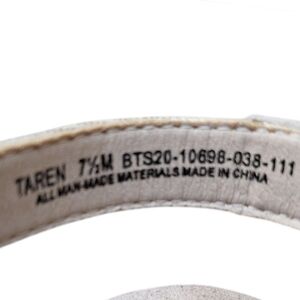 TAREN 7½M BTS20-10698-038-111
ALL MAN-MADE MATERIALS MADE IN CHINA